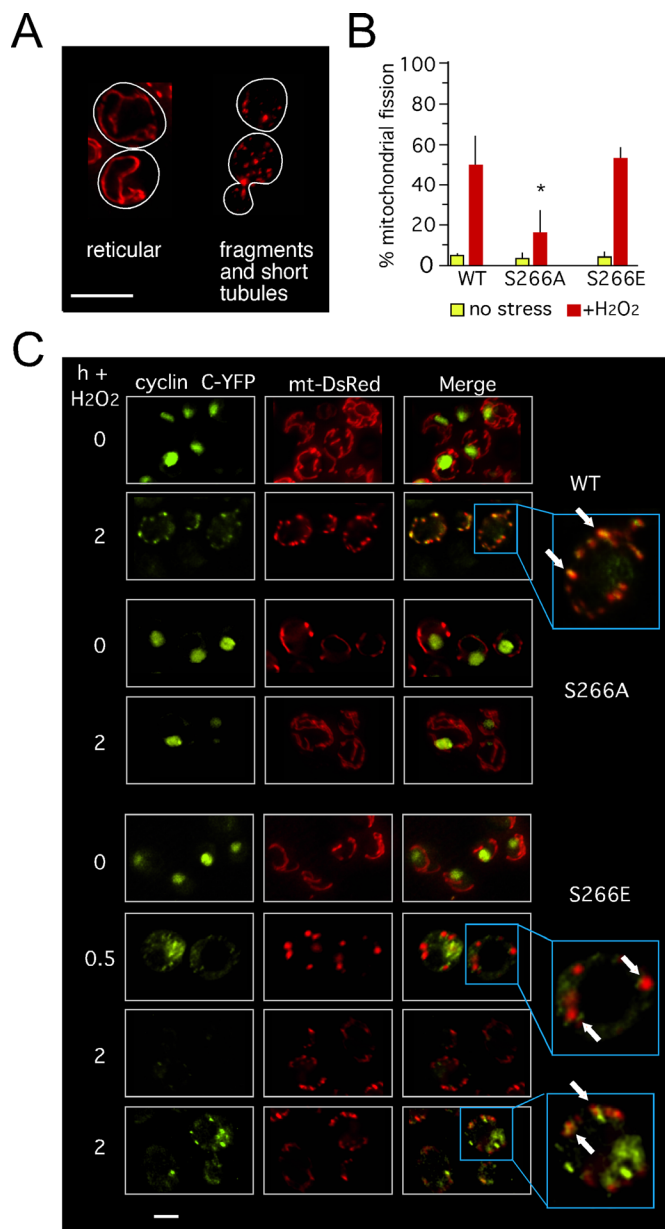 A
reticular
fragments
and short
tubules
B
% mitochondrial fission
100
80
60
40
20
0
*
WT
S266A
S266E
no stress
+H2O2
C
h +
H2O2
cyclin C-YFP
mt-DsRed
Merge
0
WT
2
0
S266A
2
0
S266E
0.5
2
2